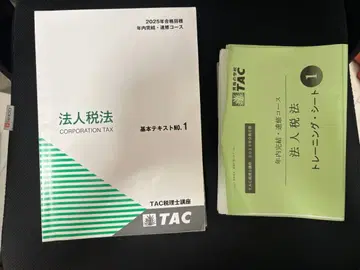 2025年合格目標
年内完結・速修コース
法人税法
CORPORATION TAX
基本テキストNO.1
TAC税理士講座
TAC
TAC
年内完結・速修コース
法人税法
トレーニング・シート
1